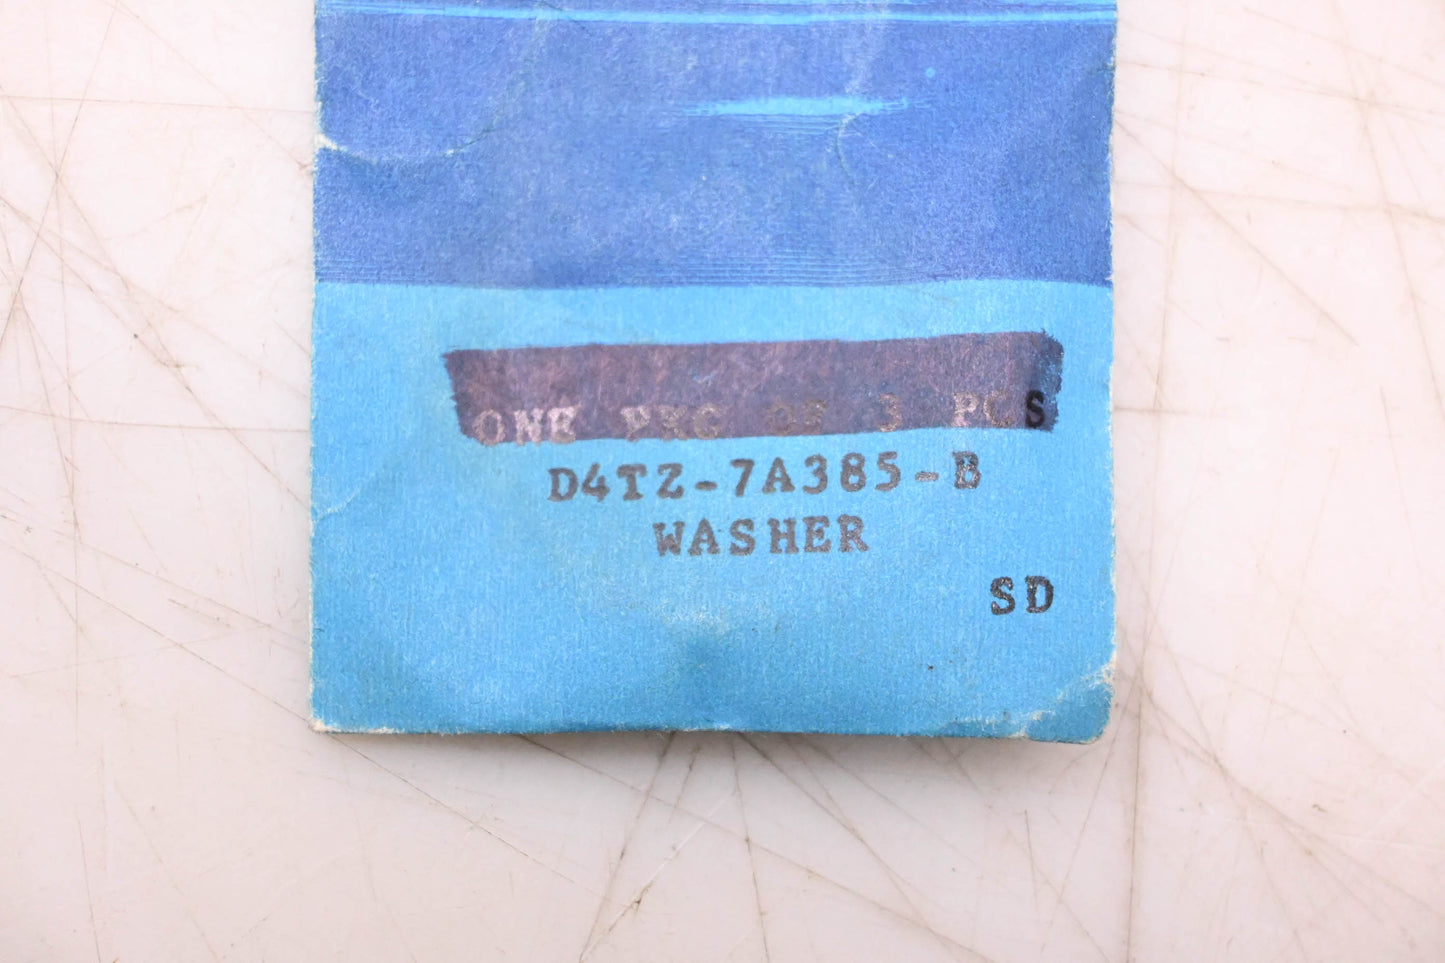 ONE PKG OF 3 PCS
D4TZ-7A385-B
WASHER
SD